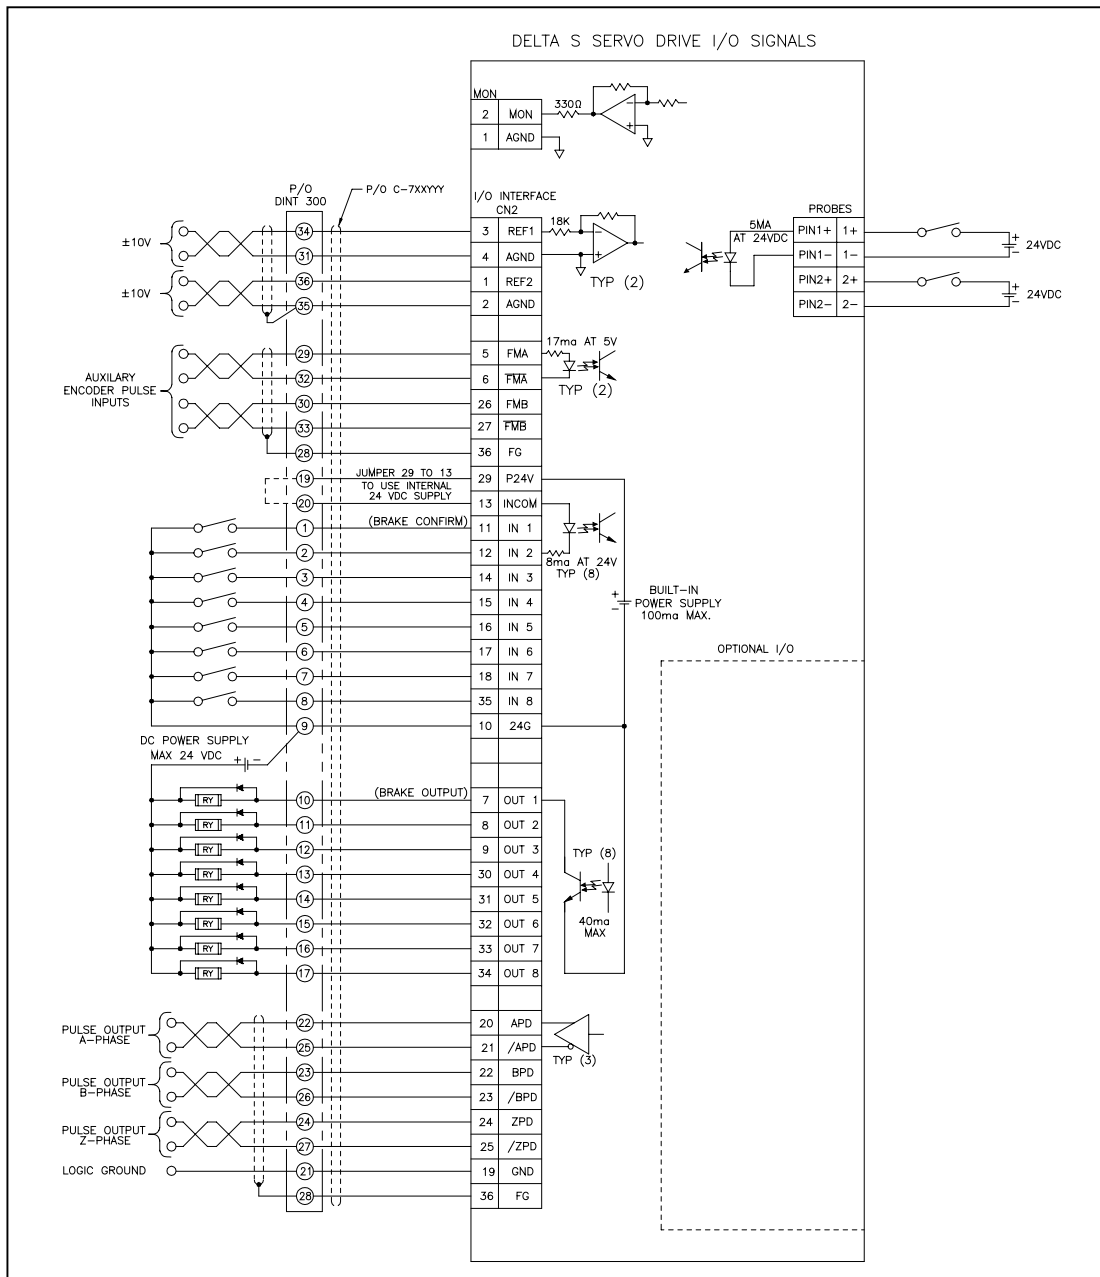 DELTA S SERVO DRIVE I/O SIGNALS
MON
2 MON 330Ω
1 AGND
P/O
DINT 300
P/O C-7XXYYY
I/O INTERFACE
CN2
PROBES
±10V 34 3 REF1 18K
31 4 AGND
TYP (2)
±10V 36 1 REF2
35 2 AGND
5MA
AT 24VDC
PIN1+ 1+ + 24VDC
PIN1- 1- -
PIN2+ 2+ + 24VDC
PIN2- 2- -
AUXILARY
ENCODER PULSE
INPUTS
29 5 FMA 17ma AT 5V
32 6 FMA
TYP (2)
30 26 FMB
33 27 FMB
28 36 FG
19 JUMPER 29 TO 13 29 P24V
TO USE INTERNAL
24 VDC SUPPLY
20 13 INCOM
1 (BRAKE CONFIRM) 11 IN 1
2 12 IN 2
8ma AT 24V
TYP (8)
3 14 IN 3
4 15 IN 4
5 16 IN 5
6 17 IN 6
7 18 IN 7
8 35 IN 8
9 10 24G
+
-
BUILT-IN
POWER SUPPLY
100ma MAX.
OPTIONAL I/O
DC POWER SUPPLY
MAX 24 VDC + -
RY 10 (BRAKE OUTPUT) 7 OUT 1
RY 11 8 OUT 2
RY 12 9 OUT 3
RY 13 30 OUT 4
RY 14 31 OUT 5
RY 15 32 OUT 6
RY 16 33 OUT 7
RY 17 34 OUT 8
TYP (8)
40ma
MAX
PULSE OUTPUT
A-PHASE
22 20 APD
25 21 /APD
TYP (3)
PULSE OUTPUT
B-PHASE
23 22 BPD
26 23 /BPD
PULSE OUTPUT
Z-PHASE
24 24 ZPD
27 25 /ZPD
LOGIC GROUND 21 19 GND
28 36 FG